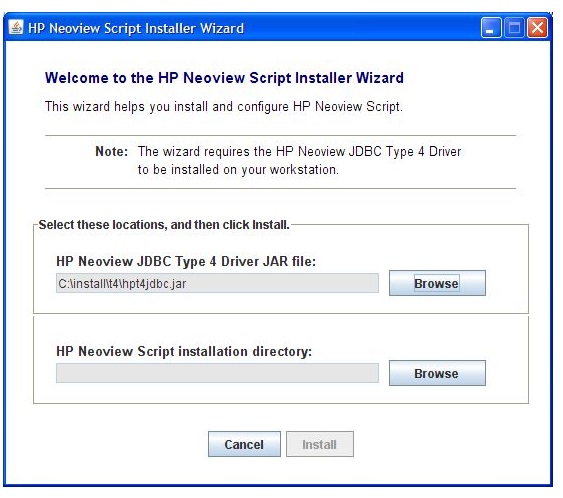 HP Neoview Script Installer Wizard
Welcome to the HP Neoview Script Installer Wizard
This wizard helps you install and configure HP Neoview Script.
Note: The wizard requires the HP Neoview JDBC Type 4 Driver
to be installed on your workstation.
Select these locations, and then click Install.
HP Neoview JDBC Type 4 Driver JAR file:
C:\install\t4\hpt4jdbc.jar
Browse
HP Neoview Script installation directory:
Browse
Cancel
Install